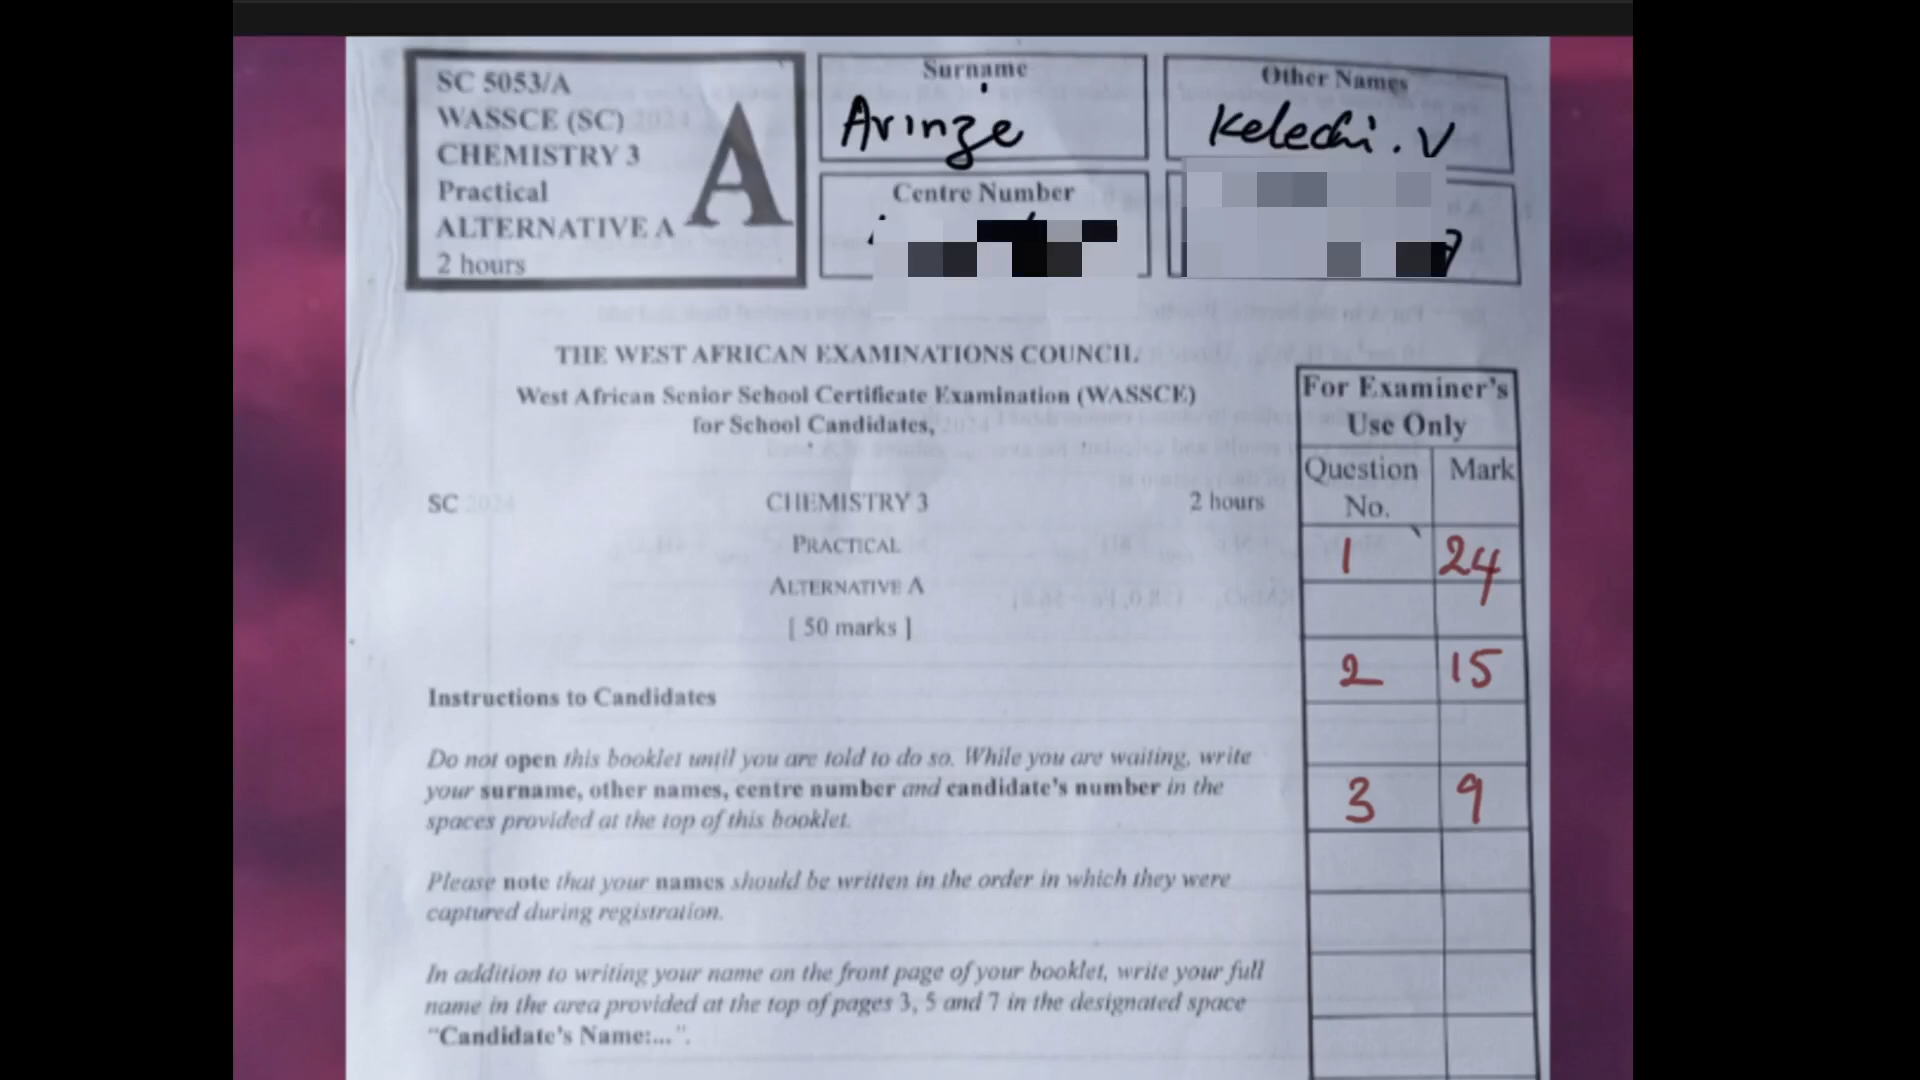 SC 5053/A
WASSCE (SC) 2024
CHEMISTRY 3
Practical
ALTERNATIVE A
2 hours
A
Surname
Arinze
Other Names
Kelechi. V
Centre Number
THE WEST AFRICAN EXAMINATIONS COUNCIL
West African Senior School Certificate Examination (WASSCE)
for School Candidates, 2024
SC 2024 CHEMISTRY 3 2 hours
PRACTICAL
ALTERNATIVE A
[ 50 marks ]
For Examiner's
Use Only
Question No. Mark
1 24
2 15
3 9
Instructions to Candidates
Do not open this booklet until you are told to do so. While you are waiting, write
your surname, other names, centre number and candidate's number in the
spaces provided at the top of this booklet.
Please note that your names should be written in the order in which they were
captured during registration.
In addition to writing your name on the front page of your booklet, write your full
name in the area provided at the top of pages 3, 5 and 7 in the designated space
"Candidate's Name:...".